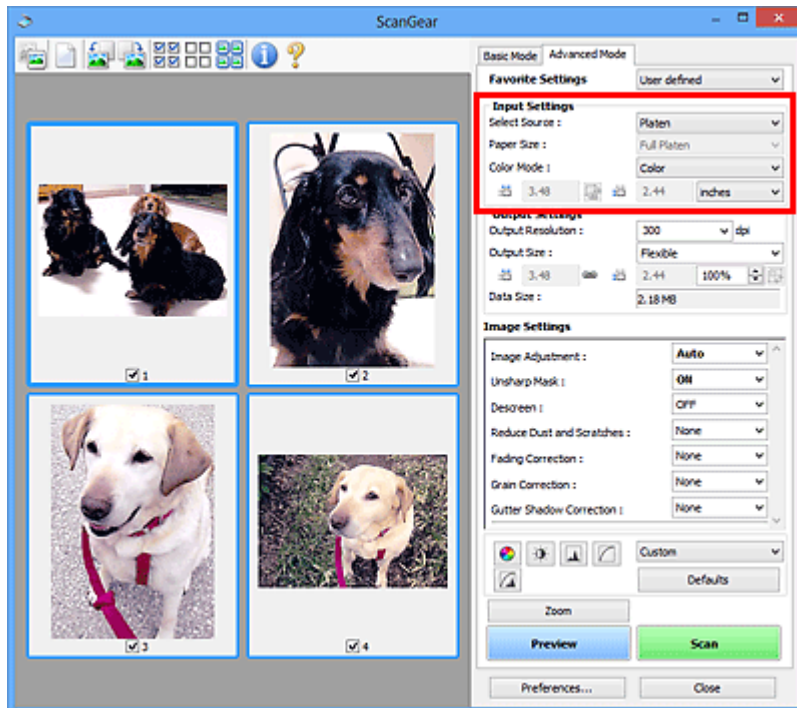 ScanGear
Basic Mode Advanced Mode
Favorite Settings User defined
Input Settings
Select Source : Platen
Paper Size : Full Platen
Color Mode : Color
3.48 2.44 inches
Output Settings
Output Resolution : 300 dpi
Output Size : Flexible
3.48 2.44 100%
Data Size : 2.18 MB
Image Settings
Image Adjustment : Auto
Unsharp Mask : ON
Descreen : OFF
Reduce Dust and Scratches : None
Fading Correction : None
Grain Correction : None
Gutter Shadow Correction : None
Custom
Defaults
Zoom
Preview Scan
Preferences... Close
1
2
3
4